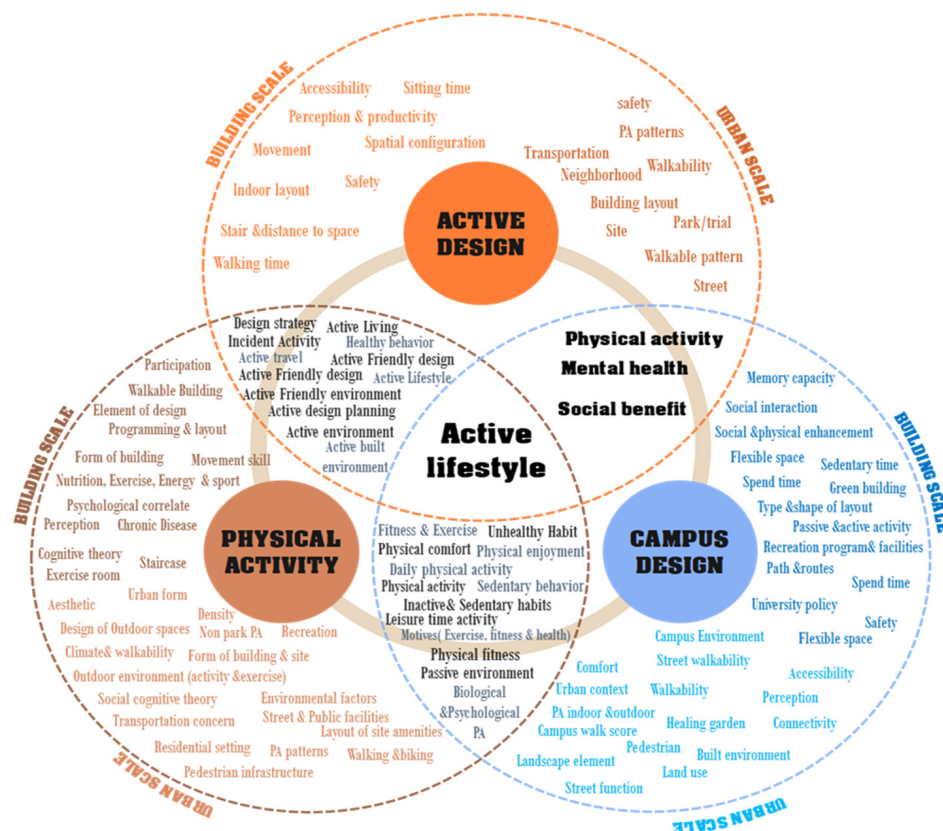 BUILDING SCALE
Accessibility
Sitting time
Perception & productivity
Spatial configuration
Movement
Safety
Indoor layout
Stair &distance to space
Walking time
URBAN SCALE
safety
PA patterns
Transportation
Walkability
Neighborhood
Building layout
Park/trial
Site
Walkable pattern
Street
ACTIVE
DESIGN
Design strategy
Active Living
Incident Activity
Healthy behavior
Active travel
Active Friendly design
Active Friendly design
Active Lifestyle
Active Friendly environment
Active design planning
Active environment
Active built
environment
Physical activity
Mental health
Social benefit
Active
lifestyle
BUILDING SCALE
Participation
Walkable Building
Element of design
Programming & layout
Form of building
Movement skill
Nutrition, Exercise, Energy & sport
Psychological correlate
Perception
Chronic Disease
Cognitive theory
Staircase
Exercise room
PHYSICAL
ACTIVITY
Urban form
Aesthetic
Density
Design of Outdoor spaces
Non park PA
Recreation
Climate& walkability
Form of building & site
Outdoor environment (activity &exercise)
Social cognitive theory
Environmental factors
Transportation concern
Street & Public facilities
Layout of site amenities
Residential setting
PA patterns
Walking &biking
Pedestrian infrastructure
URBAN SCALE
Fitness & Exercise
Unhealthy Habit
Physical comfort
Physical enjoyment
Daily physical activity
Physical activity
Sedentary behavior
Inactive& Sedentary habits
Leisure time activity
Motives( Exercise, fitness & health)
Physical fitness
Passive environment
Biological
&Psychological
PA
CAMPUS
DESIGN
BUILDING SCALE
Memory capacity
Social interaction
Social &physical enhancement
Flexible space
Sedentary time
Spend time
Green building
Type &shape of layout
Passive &active activity
Recreation program& facilities
Path &routes
Spend time
University policy
Safety
Flexible space
Campus Environment
Street walkability
Comfort
Accessibility
Urban context
Walkability
Perception
PA indoor &outdoor
Healing garden
Connectivity
Campus walk score
Pedestrian
Built environment
Landscape element
Land use
Street function
URBAN SCALE